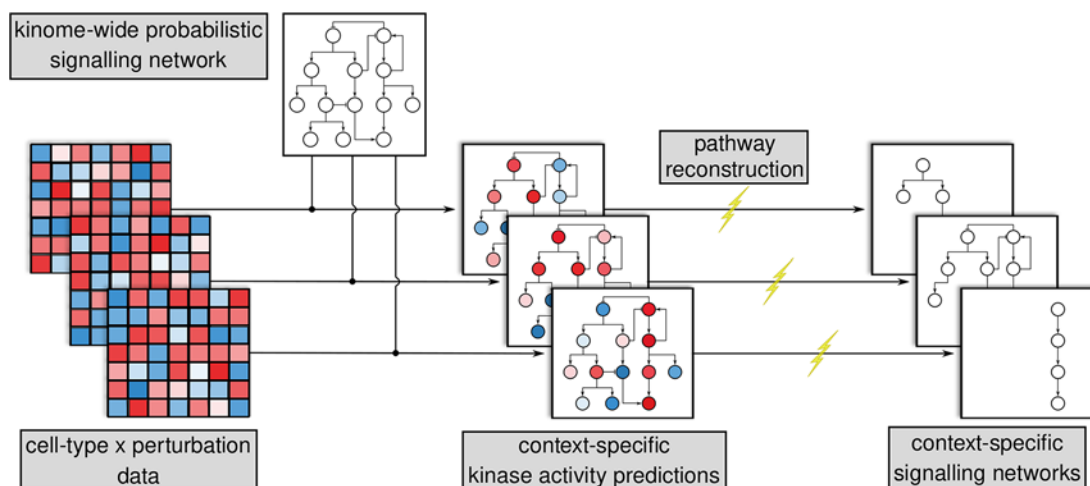 kinome-wide probabilistic
signalling network
pathway
reconstruction
cell-type x perturbation
data
context-specific
kinase activity predictions
context-specific
signalling networks